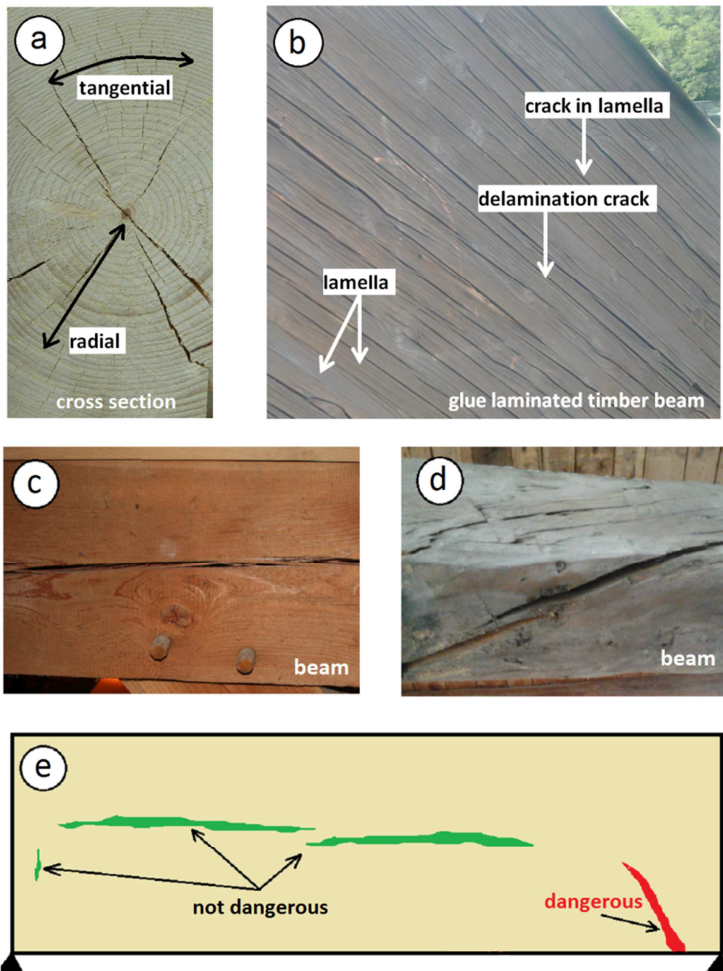 a
tangential
radial
cross section
b
crack in lamella
delamination crack
lamella
glue laminated timber beam
c
beam
d
beam
e
not dangerous
dangerous